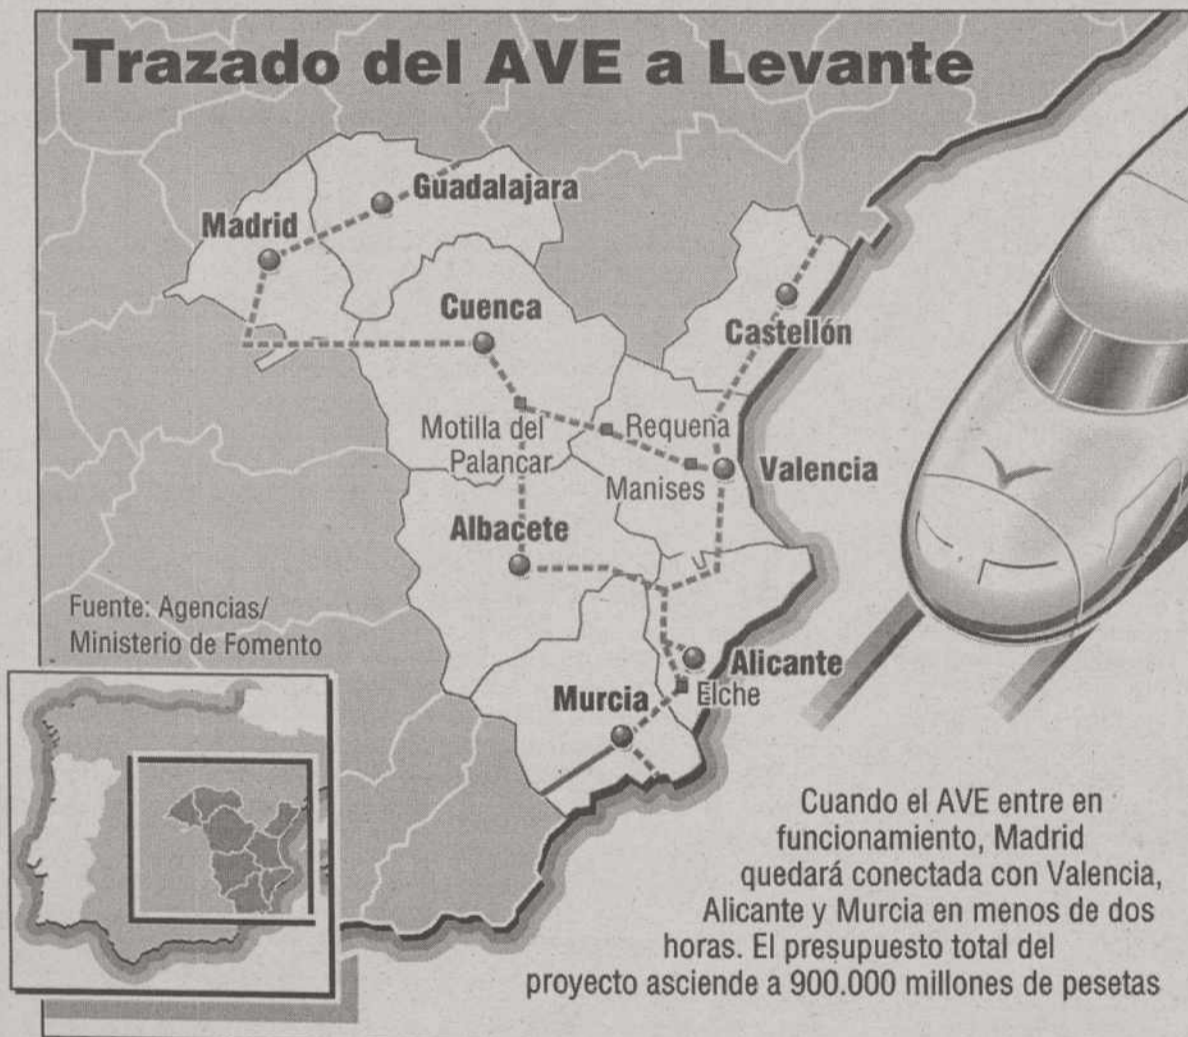 Trazado del AVE a Levante
Guadalajara
Madrid
Cuenca
Castellón
Motilla del
Palancar
Requena
Manises
Valencia
Albacete
Fuente: Agencias/
Ministerio de Fomento
Alicante
Elche
Murcia
Cuando el AVE entre en
funcionamiento, Madrid
quedará conectada con Valencia,
Alicante y Murcia en menos de dos
horas. El presupuesto total del
proyecto asciende a 900.000 millones de pesetas